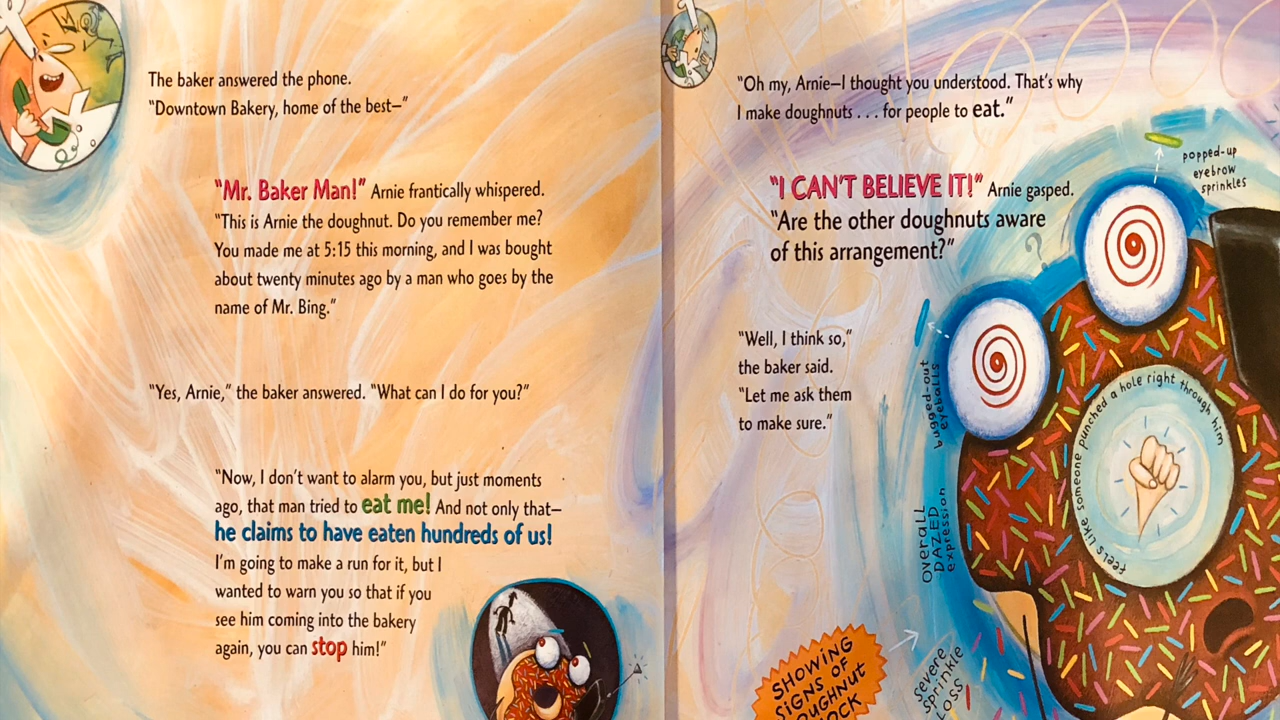 The baker answered the phone.
"Downtown Bakery, home of the best—"
"Mr. Baker Man!" Arnie frantically whispered.
"This is Arnie the doughnut. Do you remember me?
You made me at 5:15 this morning, and I was bought
about twenty minutes ago by a man who goes by the
name of Mr. Bing."
"Yes, Arnie," the baker answered. "What can I do for you?"
"Now, I don't want to alarm you, but just moments
ago, that man tried to eat me! And not only that—
he claims to have eaten hundreds of us!
I'm going to make a run for it, but I
wanted to warn you so that if you
see him coming into the bakery
again, you can stop him!"
"Oh my, Arnie—I thought you understood. That's why
I make doughnuts . . . for people to eat."
"I CAN'T BELIEVE IT!" Arnie gasped.
"Are the other doughnuts aware
of this arrangement?"
"Well, I think so,"
the baker said.
"Let me ask them
to make sure."
popped-up
eyebrow
sprinkles
?
bugged-out
eyeballs
feels like someone punched a hole right through him
overall
DAZED
expression
severe
sprinkle
LOSS
SHOWING
SIGNS OF